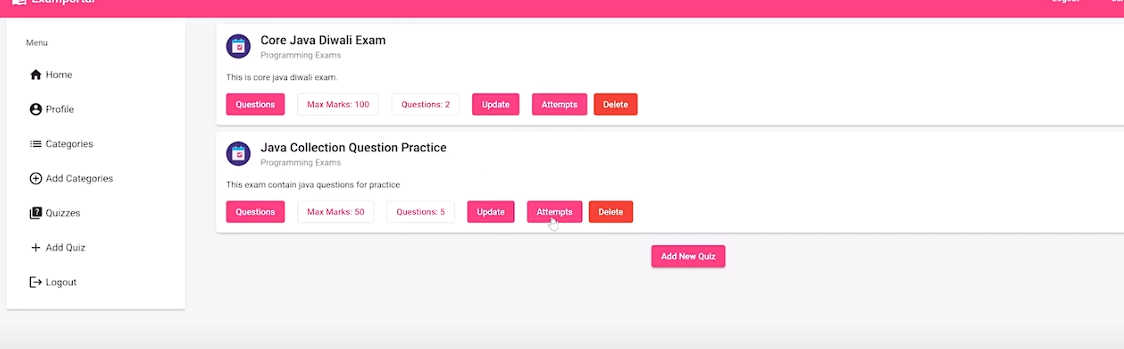 Examportal
Logout
Menu
Home
Profile
Categories
Add Categories
Quizzes
Add Quiz
Logout
Core Java Diwali Exam
Programming Exams
This is core java diwali exam.
Questions Max Marks: 100 Questions: 2 Update Attempts Delete
Java Collection Question Practice
Programming Exams
This exam contain java questions for practice
Questions Max Marks: 50 Questions: 5 Update Attempts Delete
Add New Quiz